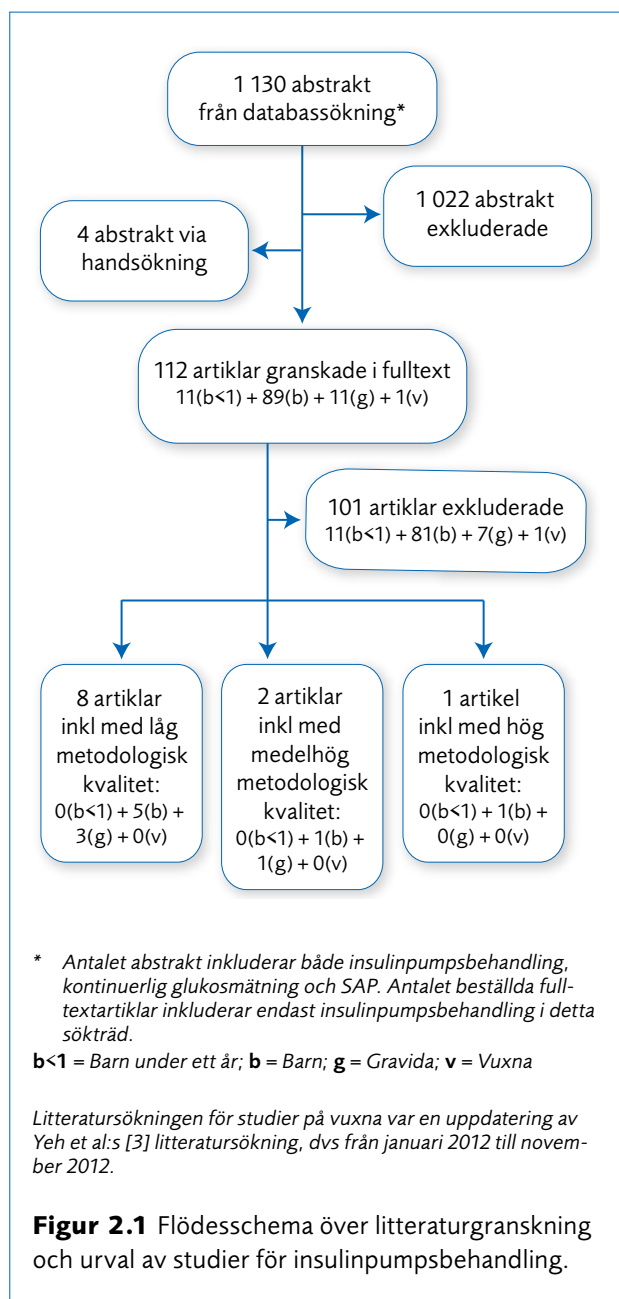 1 130 abstrakt
från databassökning*
1 022 abstrakt
exkluderade
4 abstrakt via
handsökning
112 artiklar granskade i fulltext
11(b<1) + 89(b) + 11(g) + 1(v)
101 artiklar exkluderade
11(b<1) + 81(b) + 7(g) + 1(v)
8 artiklar
inkl med låg
metodologisk
kvalitet:
0(b<1) + 5(b) +
3(g) + 0(v)
2 artiklar
inkl med
medelhög
metodologisk
kvalitet:
0(b<1) + 1(b) +
1(g) + 0(v)
1 artikel
inkl med hög
metodologisk
kvalitet:
0(b<1) + 1(b) +
0(g) + 0(v)
* Antalet abstrakt inkluderar både insulinpumpsbehandling,
kontinuerlig glukosmätning och SAP. Antalet beställda full-
textartiklar inkluderar endast insulinpumpsbehandling i detta
sökträd.
b<1 = Barn under ett år; b = Barn; g = Gravida; v = Vuxna
Litteratursökningen för studier på vuxna var en uppdatering av
Yeh et al:s [3] litteratursökning, dvs från januari 2012 till novem-
ber 2012.
Figur 2.1 Flödesschema över litteraturgranskning
och urval av studier för insulinpumpsbehandling.